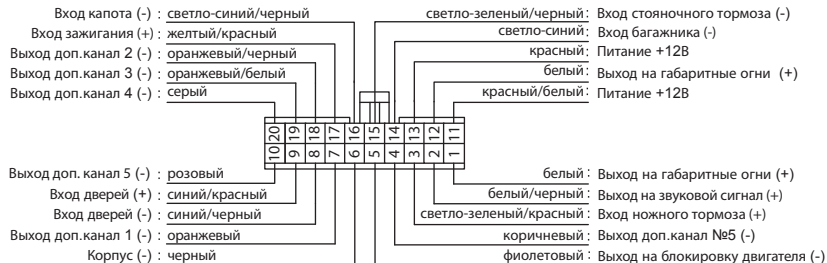 Вход капота (-) : светло-синий/черный
Вход зажигания (+) : желтый/красный
Выход доп.канал 2 (-) : оранжевый/черный
Выход доп.канал 3 (-) : оранжевый/белый
Выход доп.канал 4 (-) : серый
светло-зеленый/черный : Вход стояночного тормоза (-)
светло-синий : Вход багажника (-)
красный : Питание +12В
белый : Выход на габаритные огни (+)
красный/белый : Питание +12В
20 19 18 17 16 15 14 13 12 11
10 9 8 7 6 5 4 3 2 1
Выход доп. канал 5 (-) : розовый
Вход дверей (+) : синий/красный
Вход дверей (-) : синий/черный
Выход доп.канал 1 (-) : оранжевый
Корпус (-) : черный
белый : Выход на габаритные огни (+)
белый/черный : Выход на звуковой сигнал (+)
светло-зеленый/красный : Вход ножного тормоза (+)
коричневый : Выход доп.канал №5 (-)
фиолетовый : Выход на блокировку двигателя (-)